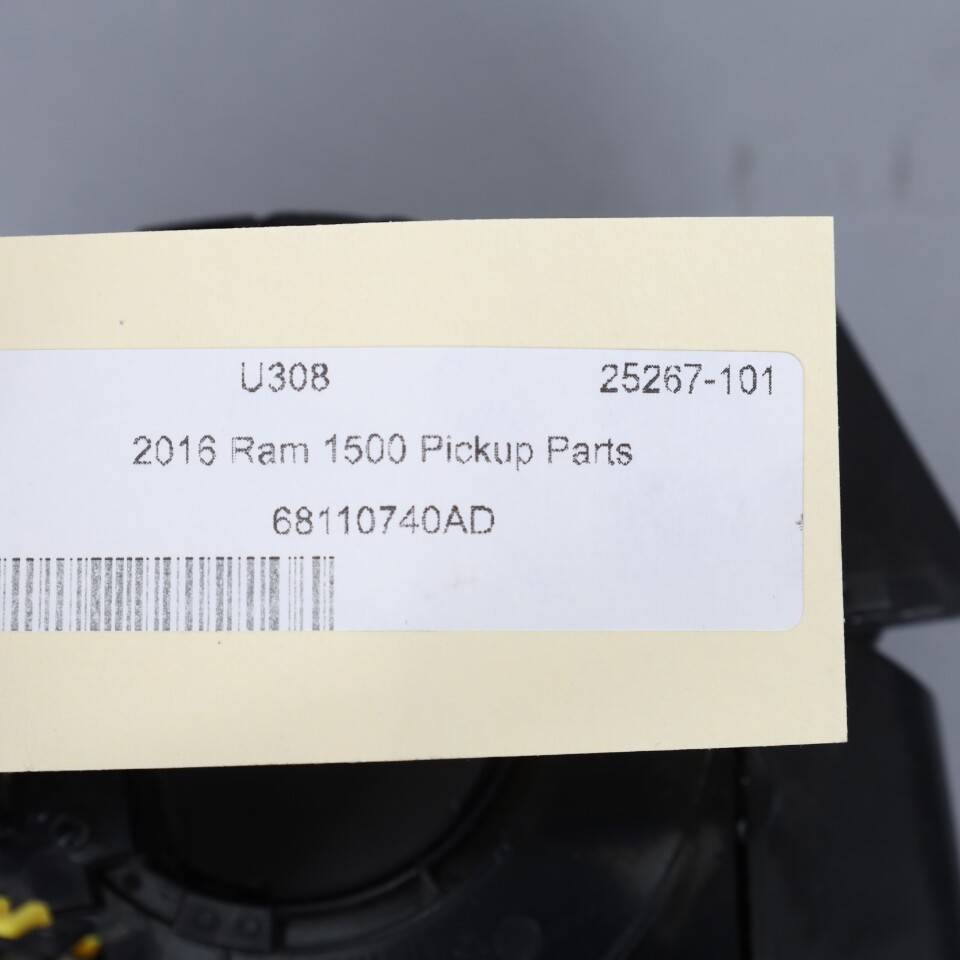 U308 25267-101
2016 Ram 1500 Pickup Parts
68110740AD